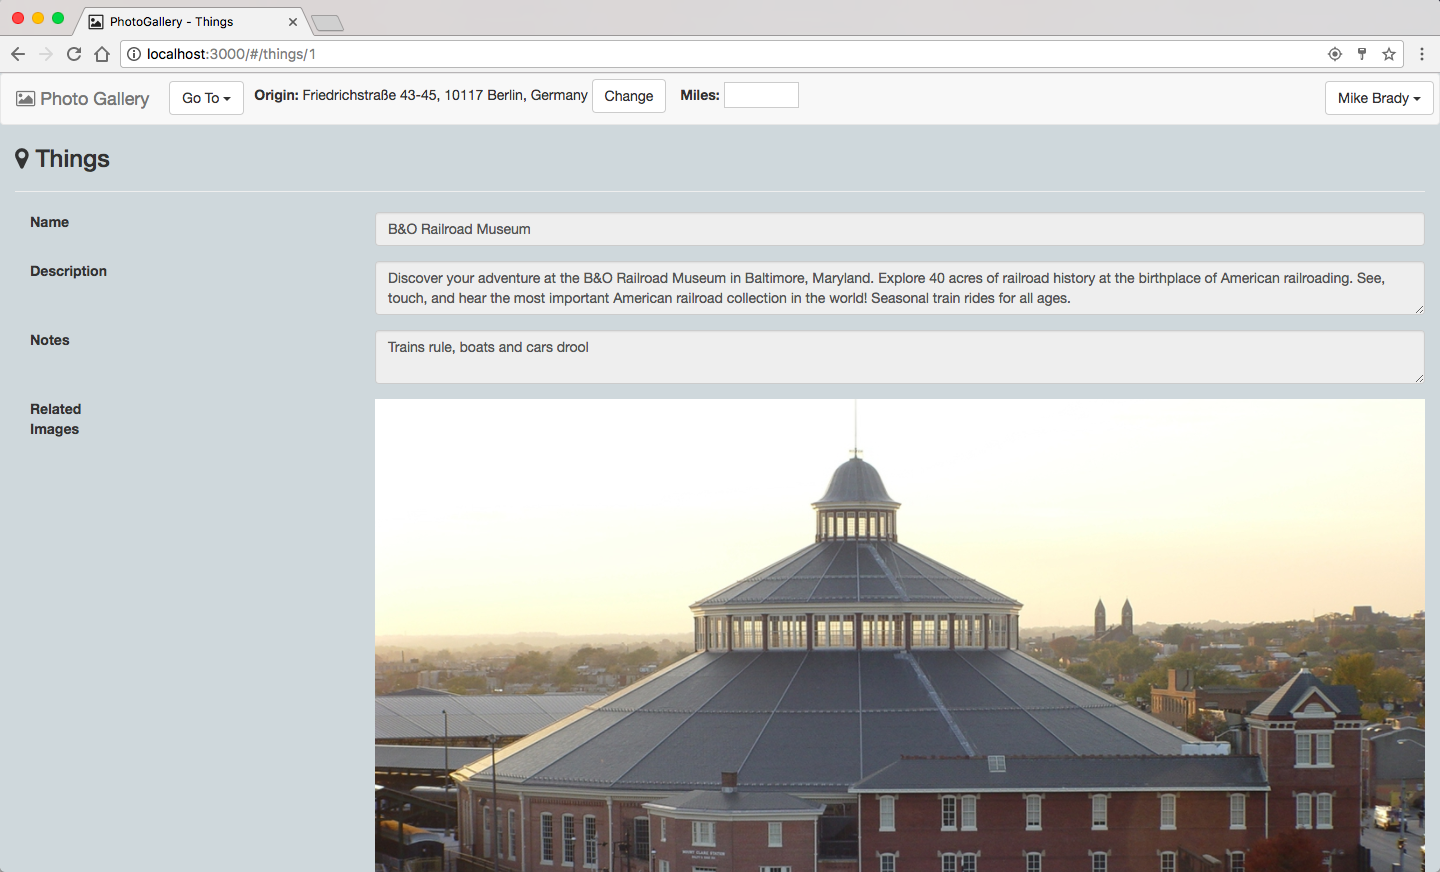 PhotoGallery - Things
localhost:3000/#/things/1
Photo Gallery
Go To
Origin: Friedrichstraße 43-45, 10117 Berlin, Germany
Change
Miles:
Mike Brady
Things
Name
B&O Railroad Museum
Description
Discover your adventure at the B&O Railroad Museum in Baltimore, Maryland. Explore 40 acres of railroad history at the birthplace of American railroading. See,
touch, and hear the most important American railroad collection in the world! Seasonal train rides for all ages.
Notes
Trains rule, boats and cars drool
Related
Images